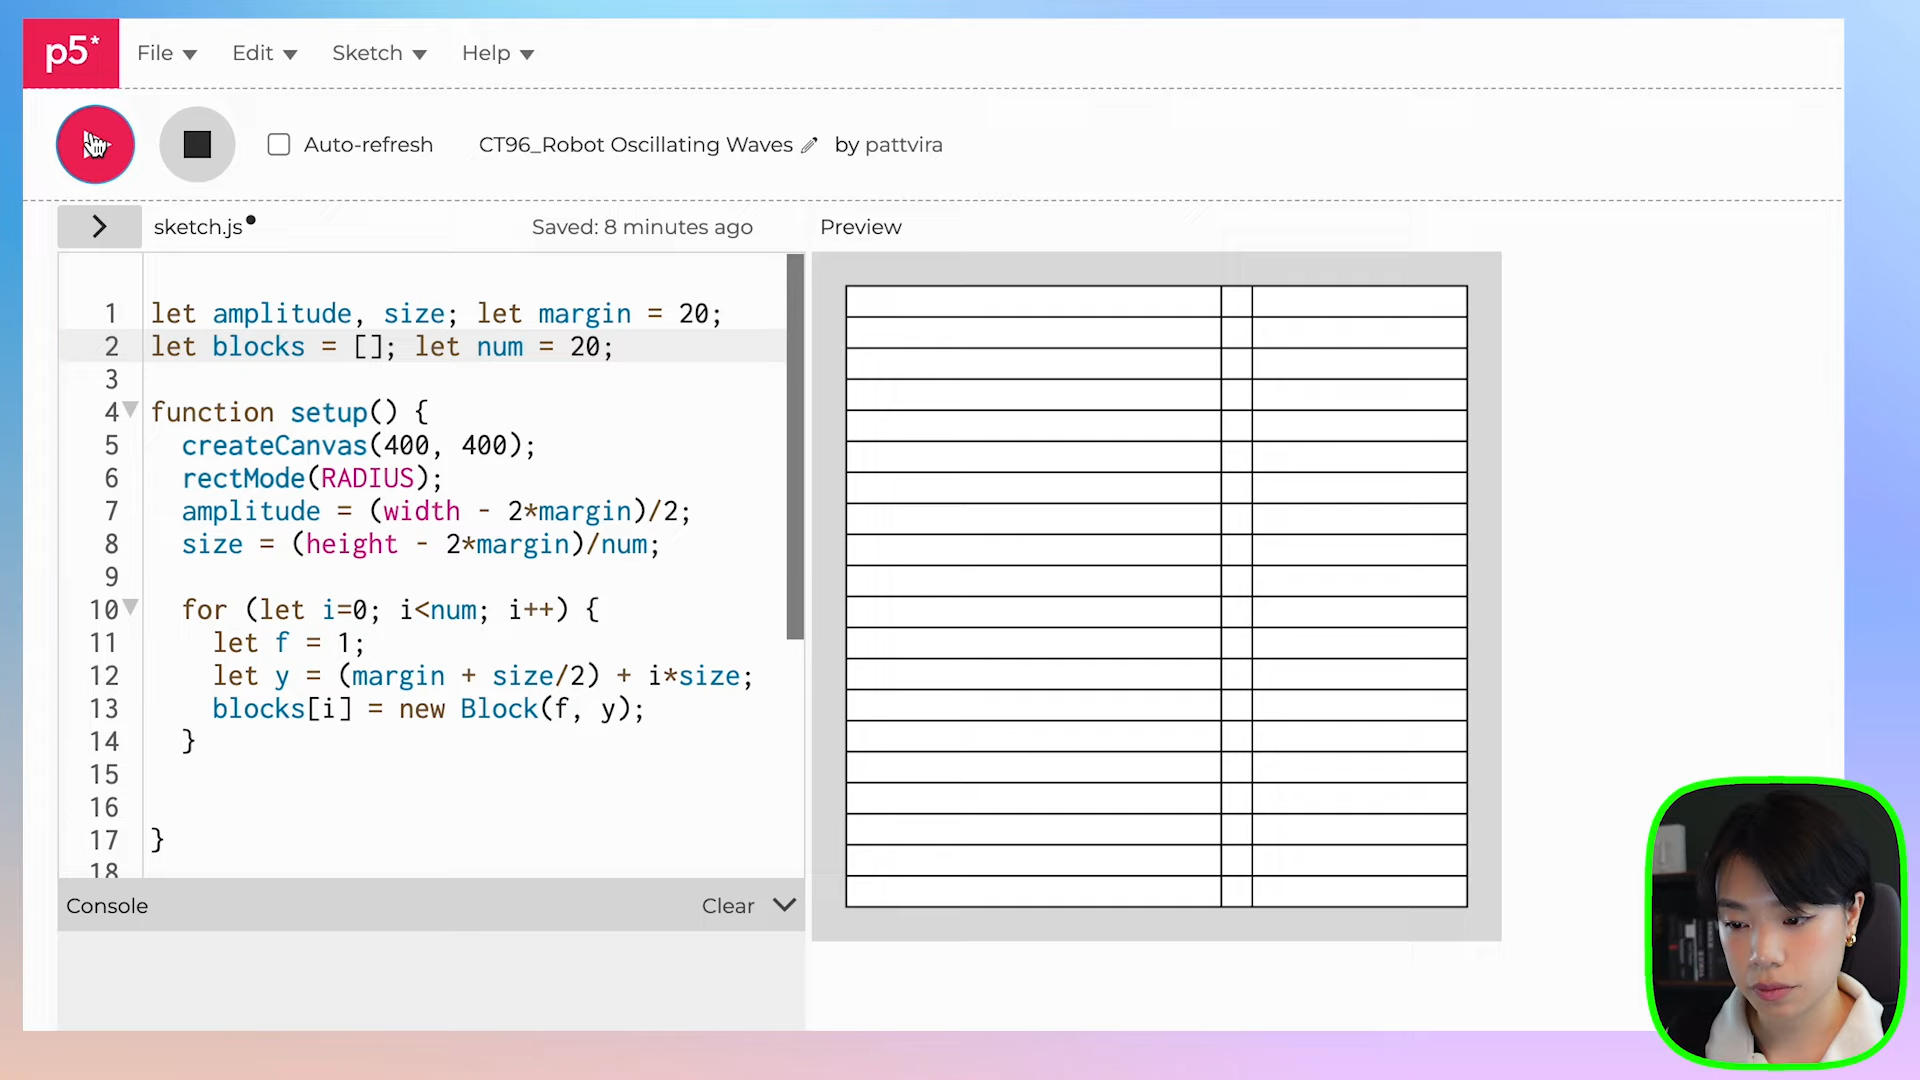 p5*
File Edit Sketch Help
Auto-refresh CT96_Robot Oscillating Waves by pattvira
sketch.js Saved: 8 minutes ago Preview
1 let amplitude, size; let margin = 20;
2 let blocks = []; let num = 20;
3
4 function setup() {
5 createCanvas(400, 400);
6 rectMode(RADIUS);
7 amplitude = (width - 2*margin)/2;
8 size = (height - 2*margin)/num;
9
10 for (let i=0; i<num; i++) {
11 let f = 1;
12 let y = (margin + size/2) + i*size;
13 blocks[i] = new Block(f, y);
14 }
15
16
17 }
18
Console Clear